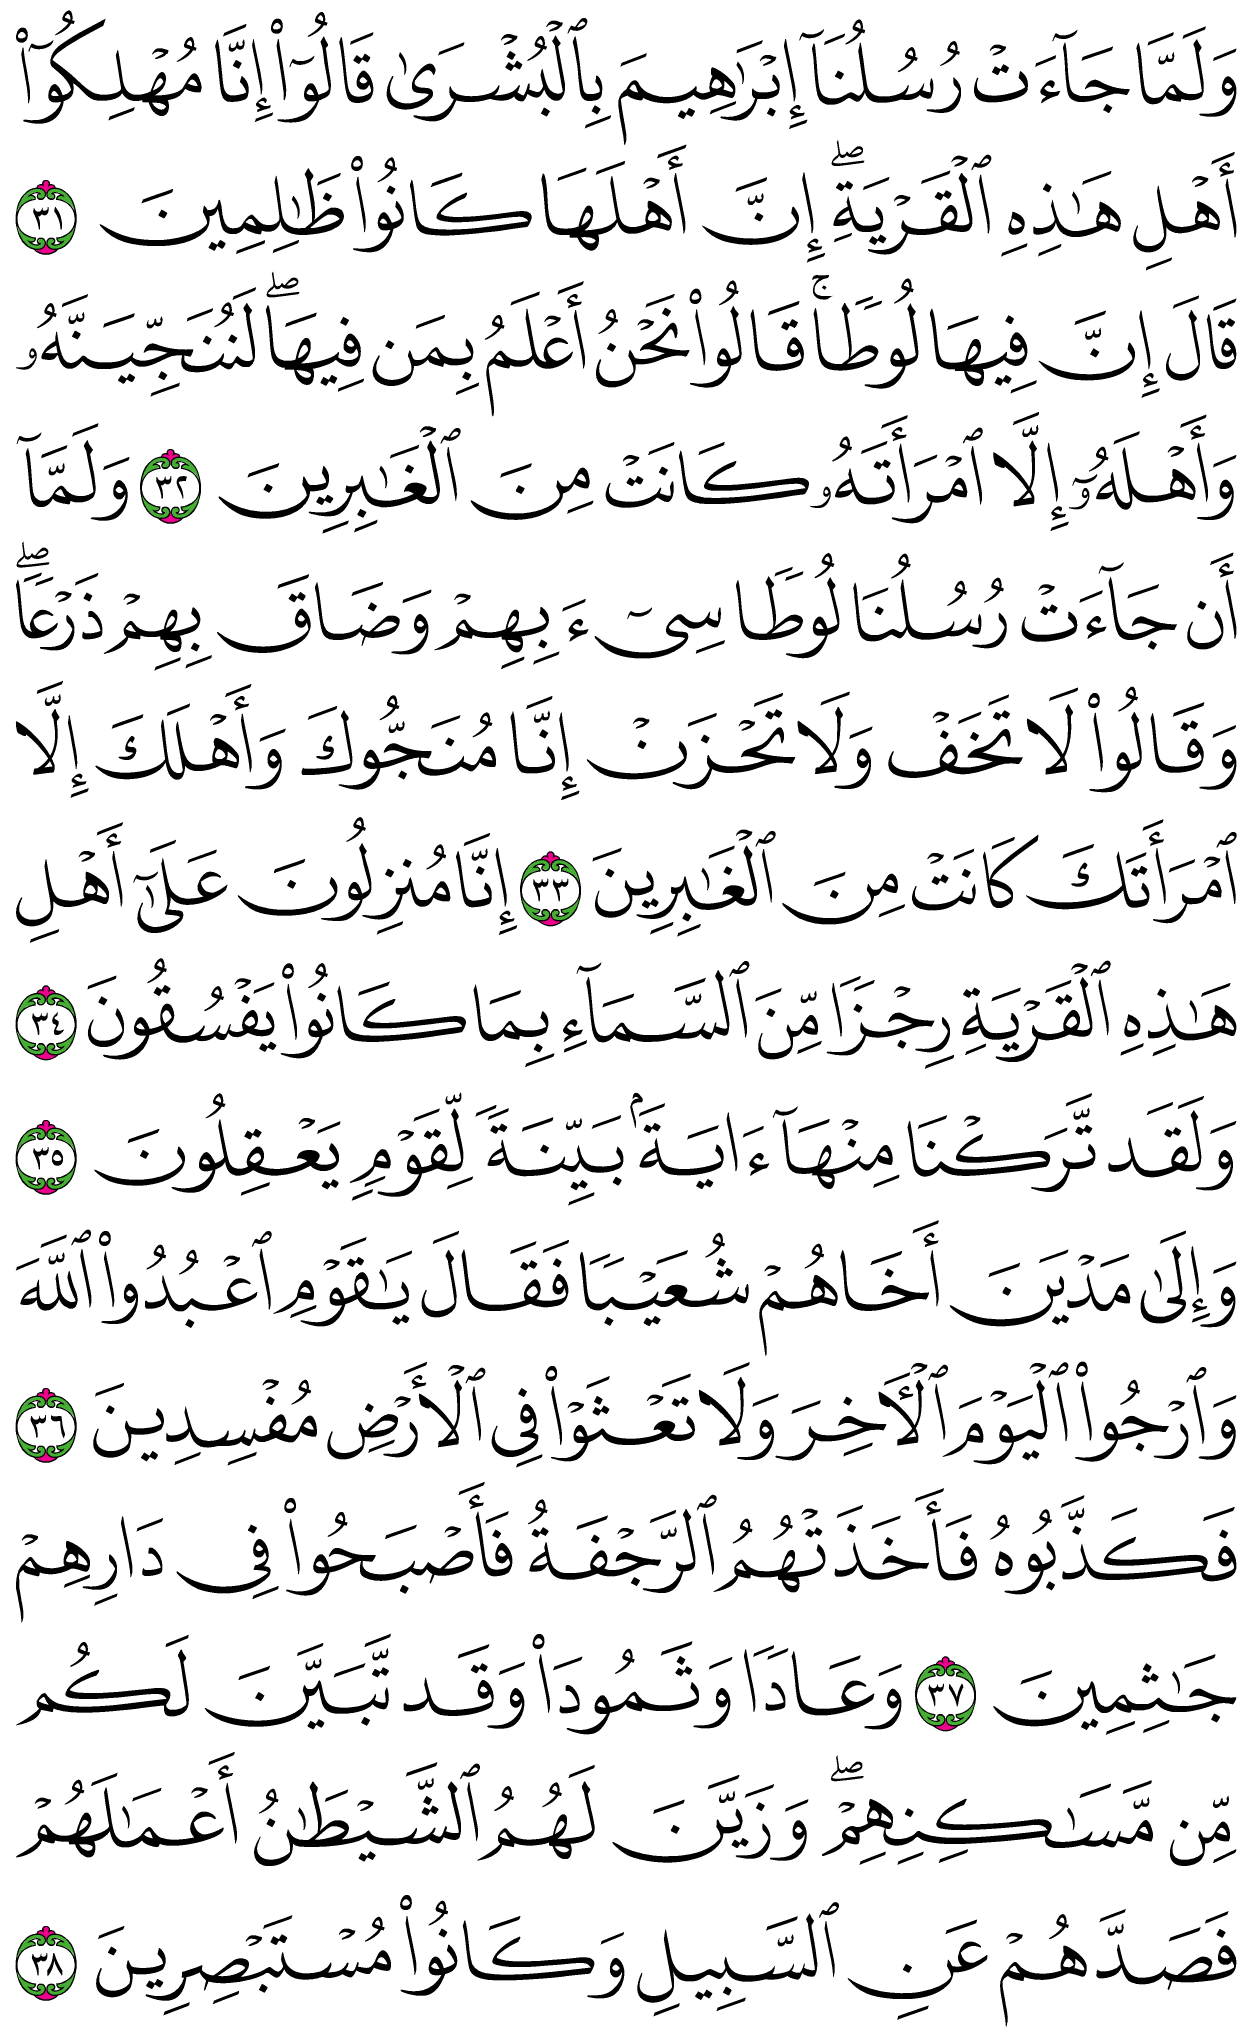 وَلَمَّا جَآءَتْ رُسُلُنَآ إِبْرَٰهِيمَ بِٱلْبُشْرَىٰ قَالُوٓا۟ إِنَّا مُهْلِكُوٓا۟
أَهْلِ هَـٰذِهِ ٱلْقَرْيَةِ ۖ إِنَّ أَهْلَهَا كَانُوا۟ ظَـٰلِمِينَ ٣١
قَالَ إِنَّ فِيهَا لُوطًا ۚ قَالُوا۟ نَحْنُ أَعْلَمُ بِمَن فِيهَا ۖ لَنُنَجِّيَنَّهُۥ
وَأَهْلَهُۥٓ إِلَّا ٱمْرَأَتَهُۥ كَانَتْ مِنَ ٱلْغَـٰبِرِينَ ٣٢ وَلَمَّآ
أَن جَآءَتْ رُسُلُنَا لُوطًا سِىٓءَ بِهِمْ وَضَاقَ بِهِمْ ذَرْعًا ۖ
وَقَالُوا۟ لَا تَخَفْ وَلَا تَحْزَنْ إِنَّا مُنَجُّوكَ وَأَهْلَكَ إِلَّا
ٱمْرَأَتَكَ كَانَتْ مِنَ ٱلْغَـٰبِرِينَ ٣٣ إِنَّا مُنزِلُونَ عَلَىٰٓ أَهْلِ
هَـٰذِهِ ٱلْقَرْيَةِ رِجْزًا مِّنَ ٱلسَّمَآءِ بِمَا كَانُوا۟ يَفْسُقُونَ ٣٤
وَلَقَد تَّرَكْنَا مِنْهَآ ءَايَةًۢ بَيِّنَةً لِّقَوْمٍ يَعْقِلُونَ ٣٥
وَإِلَىٰ مَدْيَنَ أَخَاهُمْ شُعَيْبًا فَقَالَ يَـٰقَوْمِ ٱعْبُدُوا۟ ٱللَّهَ
وَٱرْجُوا۟ ٱلْيَوْمَ ٱلْـَٔاخِرَ وَلَا تَعْثَوْا۟ فِى ٱلْأَرْضِ مُفْسِدِينَ ٣٦
فَكَذَّبُوهُ فَأَخَذَتْهُمُ ٱلرَّجْفَةُ فَأَصْبَحُوا۟ فِى دَارِهِمْ
جَـٰثِمِينَ ٣٧ وَعَادًا وَثَمُودَا۟ وَقَد تَّبَيَّنَ لَكُم
مِّن مَّسَـٰكِنِهِمْ ۖ وَزَيَّنَ لَهُمُ ٱلشَّيْطَـٰنُ أَعْمَـٰلَهُمْ
فَصَدَّهُمْ عَنِ ٱلسَّبِيلِ وَكَانُوا۟ مُسْتَبْصِرِينَ ٣٨